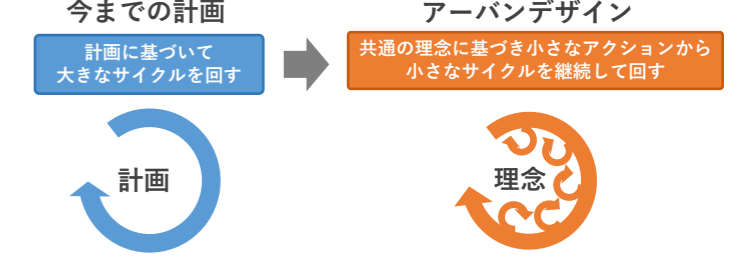 今までの計画
アーバンデザイン
計画に基づいて
大きなサイクルを回す
共通の理念に基づき小さなアクションから
小さなサイクルを継続して回す
計画
理念